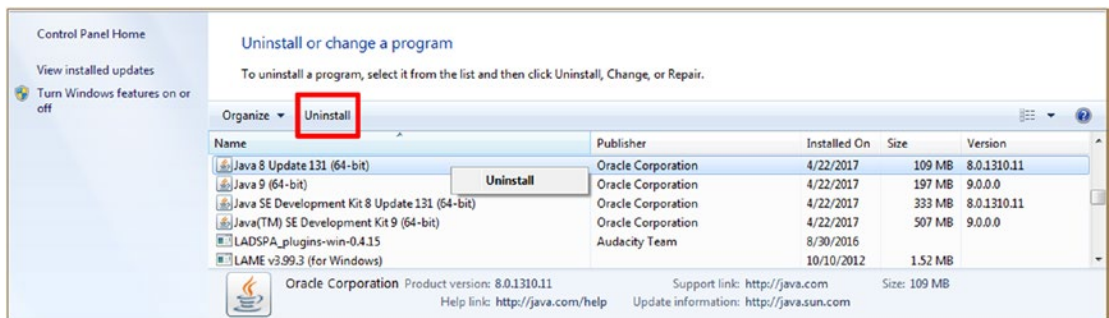 Control Panel Home
View installed updates
Turn Windows features on or
off
Uninstall or change a program
To uninstall a program, select it from the list and then click Uninstall, Change, or Repair.
Organize Uninstall
Name Publisher Installed On Size Version
Java 8 Update 131 (64-bit) Oracle Corporation 4/22/2017 109 MB 8.0.1310.11
Java 9 (64-bit) Oracle Corporation 4/22/2017 197 MB 9.0.0.0
Uninstall
Java SE Development Kit 8 Update 131 (64-bit) Oracle Corporation 4/22/2017 333 MB 8.0.1310.11
Java(TM) SE Development Kit 9 (64-bit) Oracle Corporation 4/22/2017 507 MB 9.0.0.0
LADSPA_plugins-win-0.4.15 Audacity Team 8/30/2016
LAME v3.99.3 (for Windows) 10/10/2012 1.52 MB
Oracle Corporation Product version: 8.0.1310.11 Support link: http://java.com Size: 109 MB
Help link: http://java.com/help Update information: http://java.sun.com